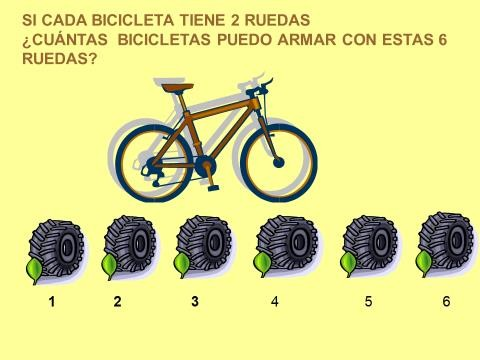 SI CADA BICICLETA TIENE 2 RUEDAS
¿CUÁNTAS BICICLETAS PUEDO ARMAR CON ESTAS 6
RUEDAS?
1 2 3 4 5 6